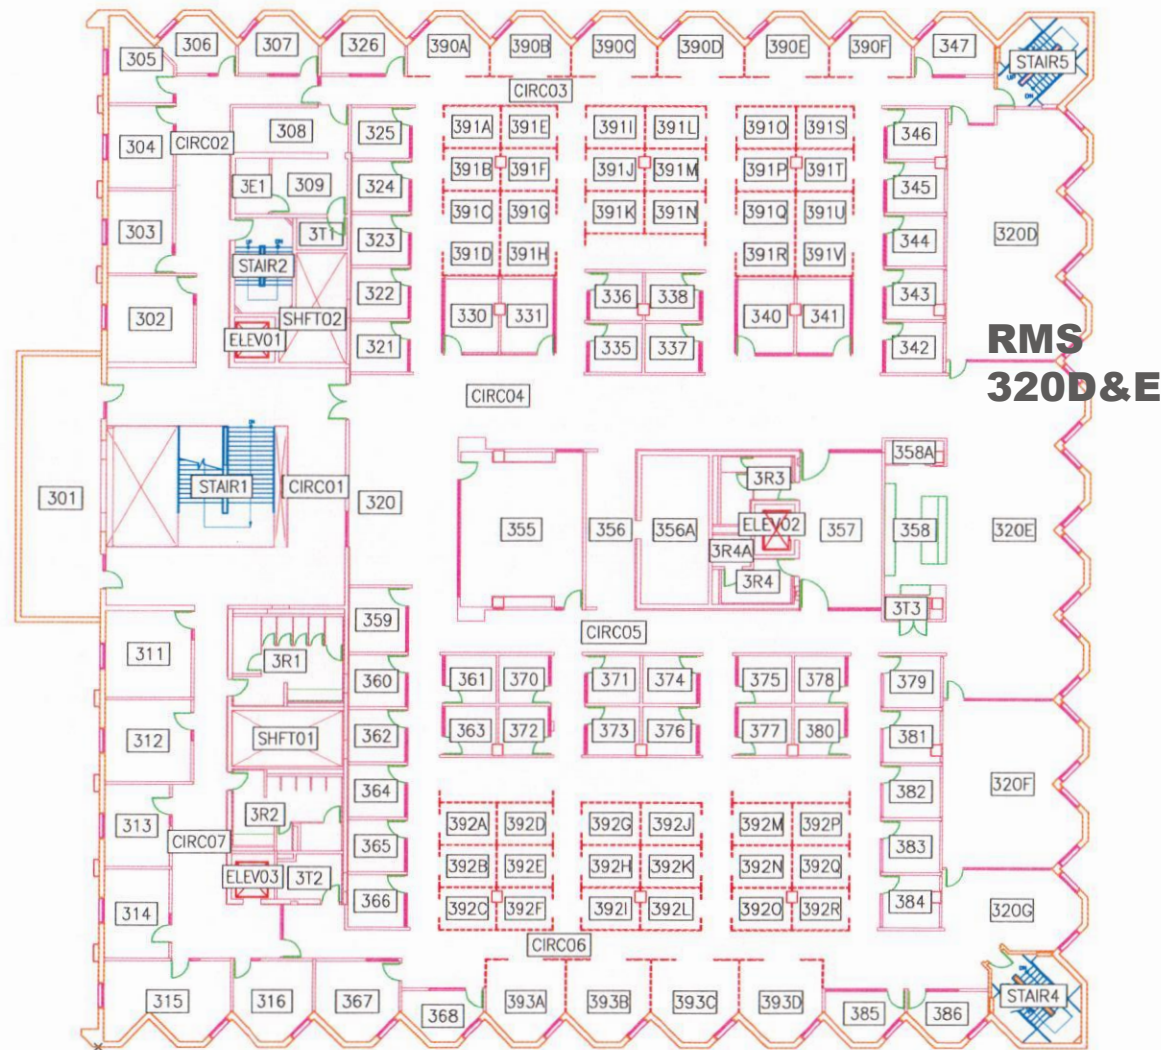 305 306 307 326 390A 390B 390C 390D 390E 390F 347 STAIR5
CIRC03
304 CIRC02 308 325 391A 391E 391I 391L 391O 391S 346
3E1 309 324 391B 391F 391J 391M 391P 391T 345
303 3T1 323 391C 391G 391K 391N 391Q 391U 344 320D
STAIR2 391D 391H 391R 391V
302 SHFT02 322 330 331 336 338 340 341 343
ELEV01 321 335 337 342
RMS
320D&E
CIRC04
358A
301 STAIR1 CIRC01 320 3R3
355 356 356A ELEV02 357 358 320E
3R4A
3R4
3T3
359 CIRC05
311 3R1 360 361 370 371 374 375 378 379
312 SHFT01 362 363 372 373 376 377 380 381
364 382 320F
313 3R2 392A 392D 392G 392J 392M 392P
CIRC07 365 392B 392E 392H 392K 392N 392Q 383
ELEV03 3T2
314 366 392C 392F 392I 392L 392O 392R 384 320G
CIRC06
315 316 367 368 393A 393B 393C 393D 385 386 STAIR4